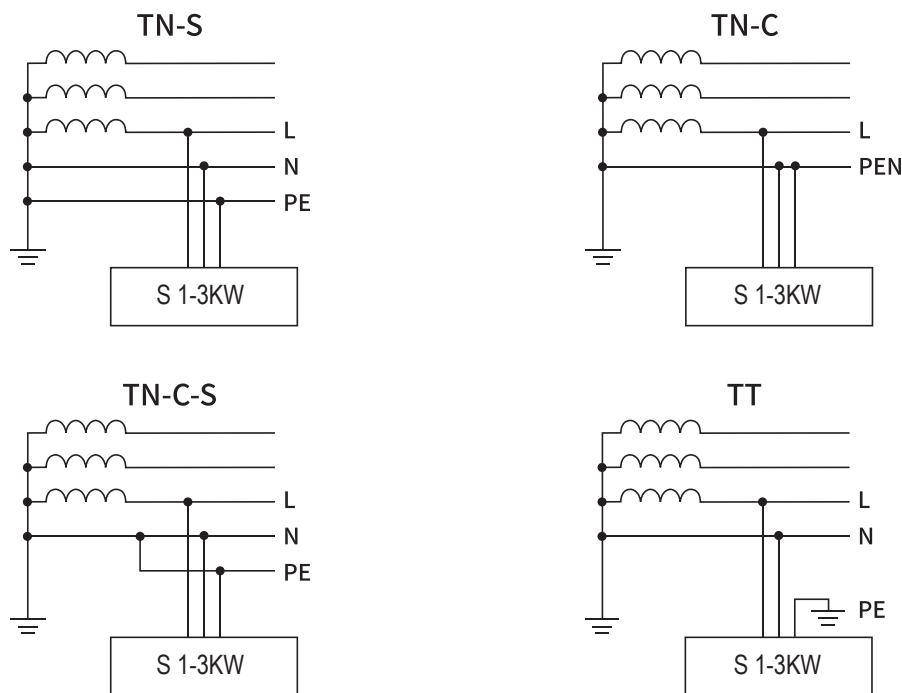 TN-S
L
N
PE
S 1-3KW
TN-C
L
PEN
S 1-3KW
TN-C-S
L
N
PE
S 1-3KW
TT
L
N
PE
S 1-3KW